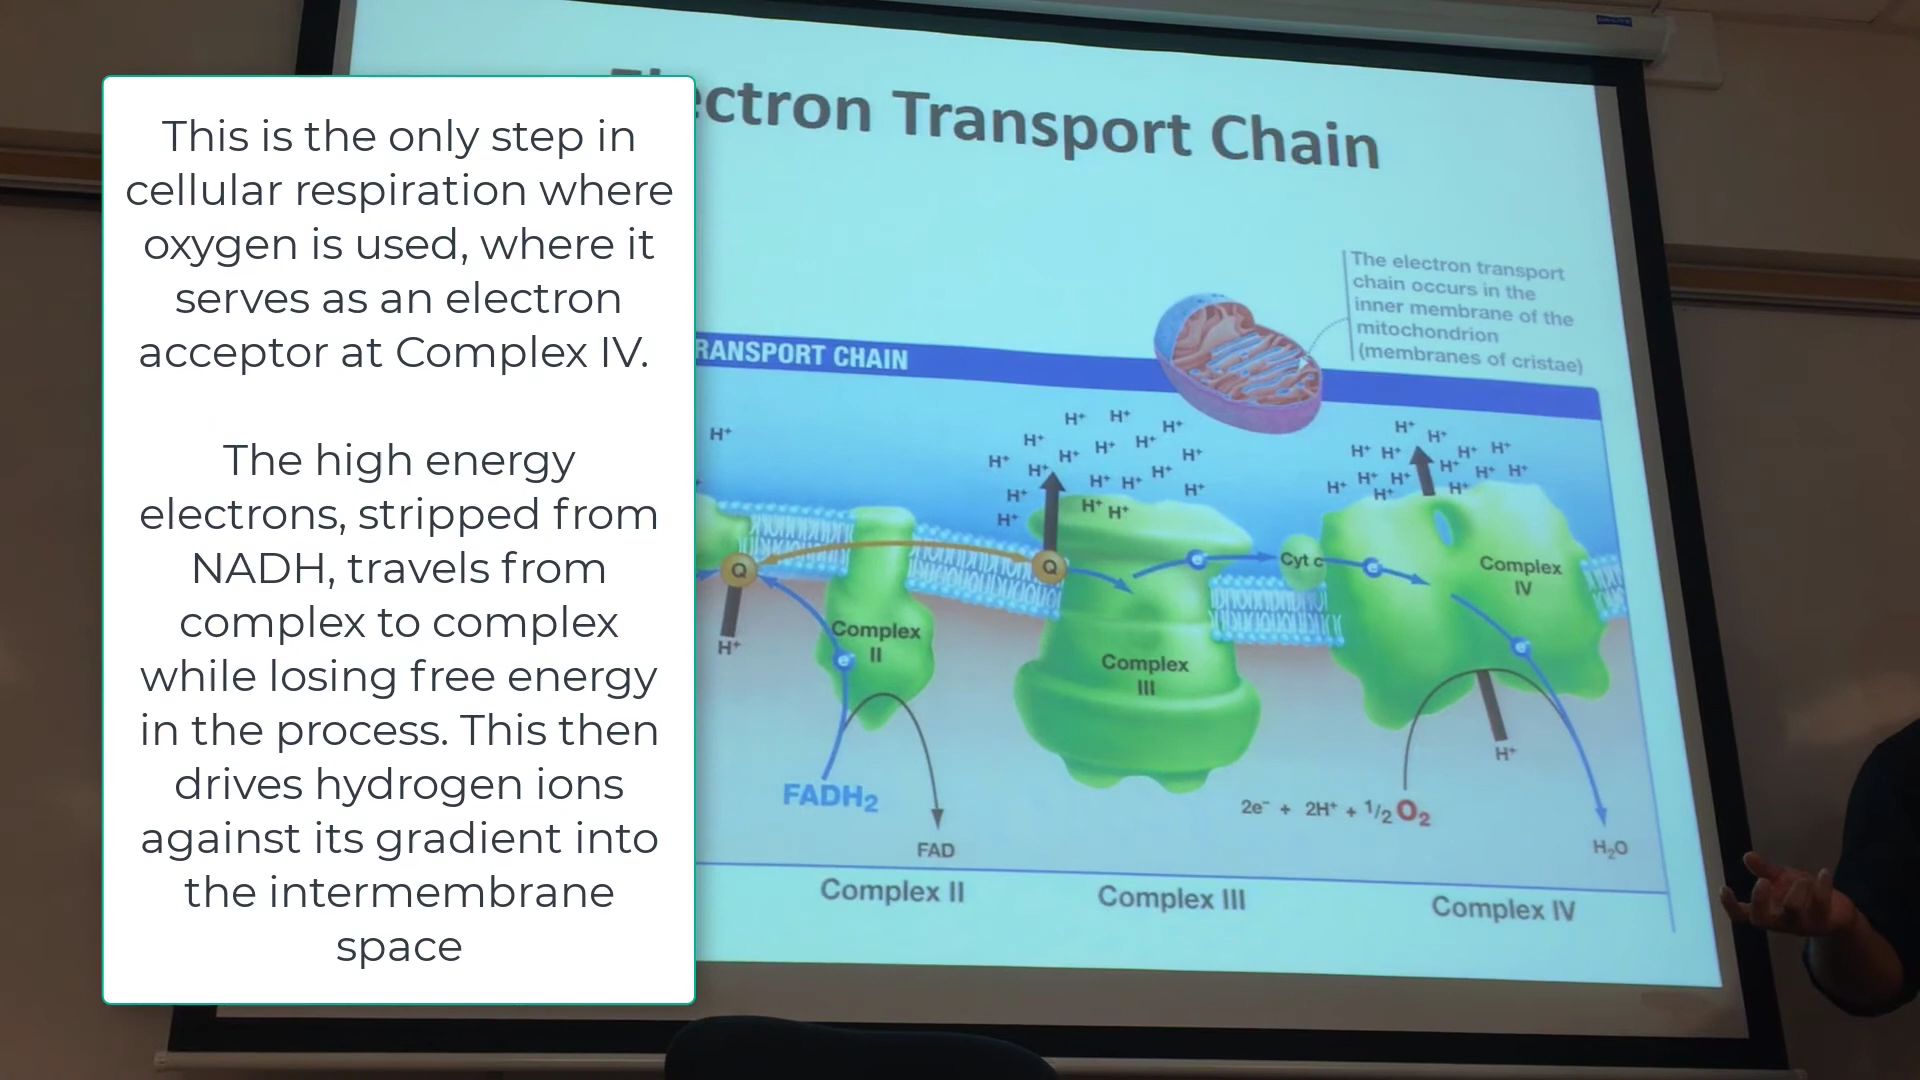 This is the only step in
cellular respiration where
oxygen is used, where it
serves as an electron
acceptor at Complex IV.
The high energy
electrons, stripped from
NADH, travels from
complex to complex
while losing free energy
in the process. This then
drives hydrogen ions
against its gradient into
the intermembrane
space
Electron Transport Chain
The electron transport
chain occurs in the
inner membrane of the
mitochondrion
(membranes of cristae)
RANSPORT CHAIN
H⁺
H⁺ H⁺ H⁺
H⁺ H⁺ H⁺ H⁺
H⁺ H⁺ H⁺ H⁺
H⁺ H⁺ H⁺ H⁺
H⁺ H⁺ H⁺
H⁺ H⁺
H⁺ H⁺ H⁺ H⁺
H⁺ H⁺ H⁺ H⁺ H⁺
H⁺ H⁺ H⁺ H⁺ H⁺
Q
Q
e⁻
Cyt c
e⁻
Complex
IV
H⁺
e⁻
Complex
II
Complex
III
e⁻
H⁺
FADH₂
FAD
2e⁻ + 2H⁺ + ½ O₂
H₂O
Complex II
Complex III
Complex IV